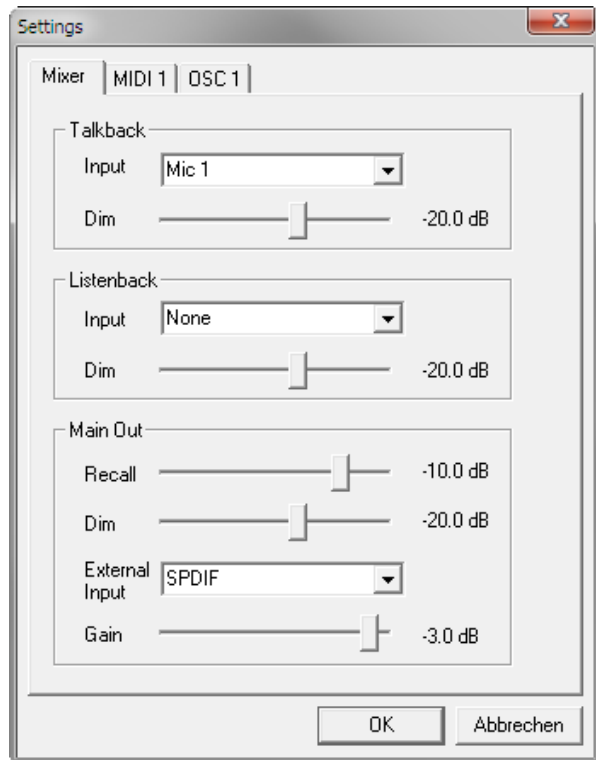 Settings
Mixer MIDI 1 OSC 1
Talkback
Input Mic 1
Dim -20.0 dB
Listenback
Input None
Dim -20.0 dB
Main Out
Recall -10.0 dB
Dim -20.0 dB
External
Input SPDIF
Gain -3.0 dB
OK Abbrechen